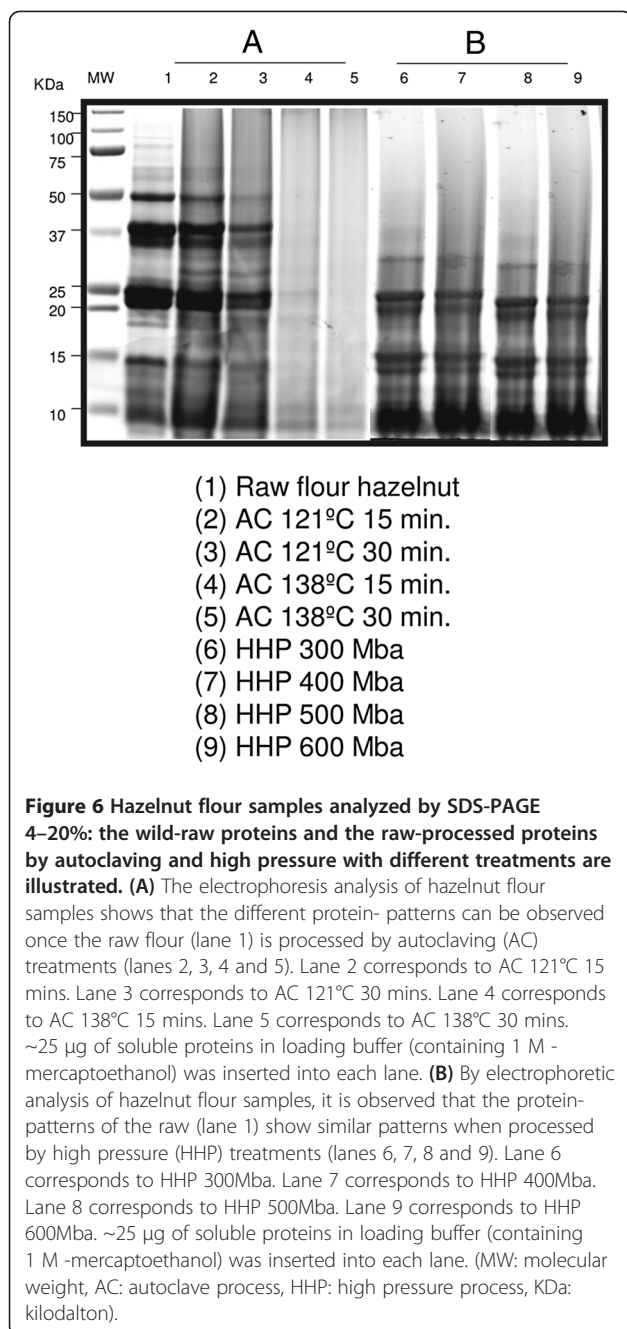 A B
KDa MW 1 2 3 4 5 6 7 8 9
150
100
75
50
37
25
20
15
10
(1) Raw flour hazelnut
(2) AC 121ºC 15 min.
(3) AC 121ºC 30 min.
(4) AC 138ºC 15 min.
(5) AC 138ºC 30 min.
(6) HHP 300 Mba
(7) HHP 400 Mba
(8) HHP 500 Mba
(9) HHP 600 Mba
Figure 6 Hazelnut flour samples analyzed by SDS-PAGE
4–20%: the wild-raw proteins and the raw-processed proteins
by autoclaving and high pressure with different treatments are
illustrated. (A) The electrophoresis analysis of hazelnut flour
samples shows that the different protein- patterns can be observed
once the raw flour (lane 1) is processed by autoclaving (AC)
treatments (lanes 2, 3, 4 and 5). Lane 2 corresponds to AC 121°C 15
mins. Lane 3 corresponds to AC 121°C 30 mins. Lane 4 corresponds
to AC 138°C 15 mins. Lane 5 corresponds to AC 138°C 30 mins.
~25 μg of soluble proteins in loading buffer (containing 1 M -
mercaptoethanol) was inserted into each lane. (B) By electrophoretic
analysis of hazelnut flour samples, it is observed that the protein-
patterns of the raw (lane 1) show similar patterns when processed
by high pressure (HHP) treatments (lanes 6, 7, 8 and 9). Lane 6
corresponds to HHP 300Mba. Lane 7 corresponds to HHP 400Mba.
Lane 8 corresponds to HHP 500Mba. Lane 9 corresponds to HHP
600Mba. ~25 μg of soluble proteins in loading buffer (containing
1 M -mercaptoethanol) was inserted into each lane. (MW: molecular
weight, AC: autoclave process, HHP: high pressure process, KDa:
kilodalton).